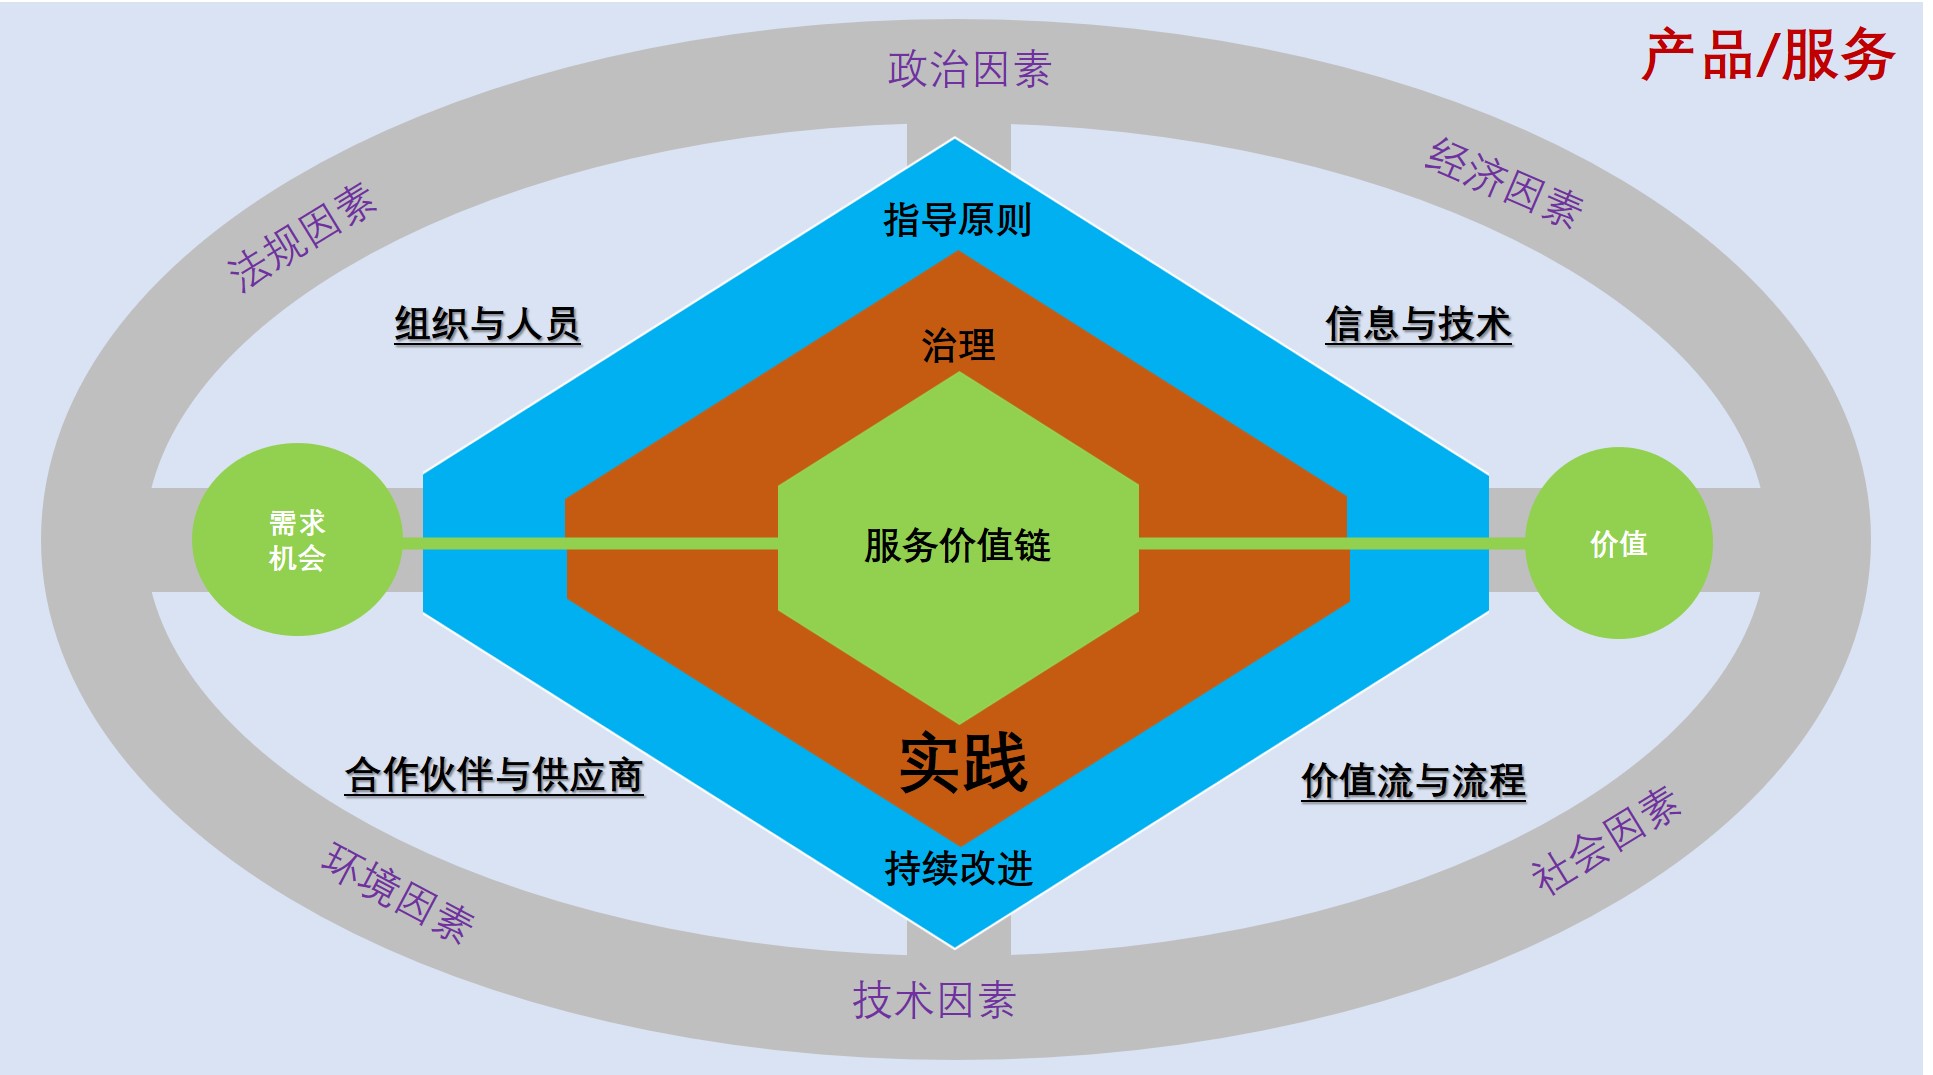 产品/服务
政治因素
经济因素
法规因素
指导原则
组织与人员
信息与技术
治理
需求
机会
服务价值链
价值
实践
合作伙伴与供应商
价值流与流程
持续改进
环境因素
社会因素
技术因素